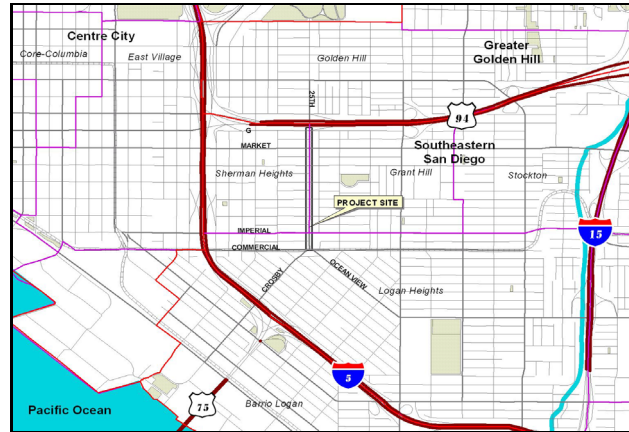 Centre City
Core-Columbia
East Village
Golden Hill
Greater
Golden Hill
25TH
94
G
MARKET
Southeastern
San Diego
Sherman Heights
Grant Hill
Stockton
PROJECT SITE
IMPERIAL
COMMERCIAL
15
CROSBY
OCEAN VIEW
Logan Heights
5
75
Barrio Logan
Pacific Ocean